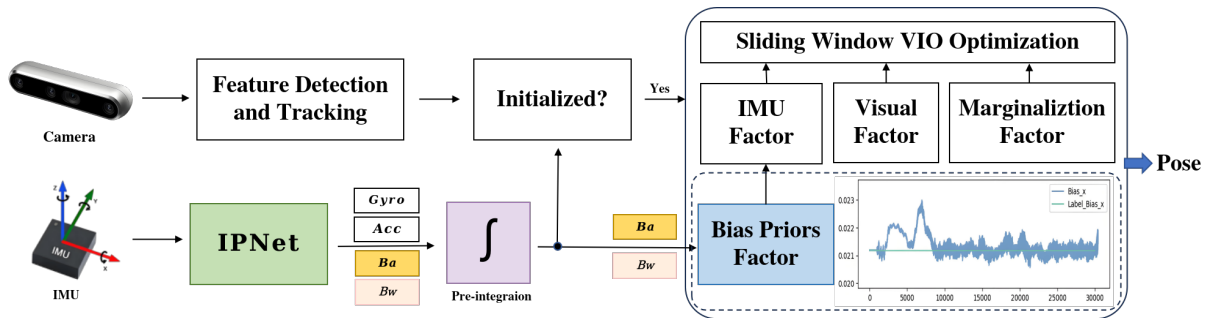 Sliding Window VIO Optimization
Feature Detection
and Tracking
Initialized?
Yes
IMU
Factor
Visual
Factor
Marginaliztion
Factor
Camera
Pose
Z
Y
X
IMU
IMU
IPNet
Gyro
Acc
Ba
Bw
∫
Pre-integraion
Ba
Bw
Bias Priors
Factor
Bias_x
Label_Bias_x
0.023
0.022
0.021
0.020
0 5000 10000 15000 20000 25000 30000